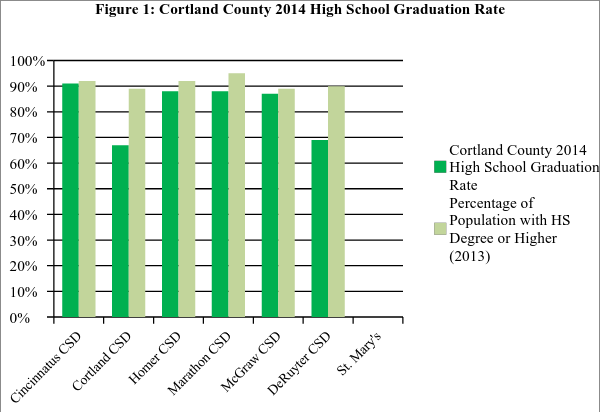 Figure 1: Cortland County 2014 High School Graduation Rate
100%
90%
80%
70%
60%
50%
40%
30%
20%
10%
0%
Cincinnatus CSD
Cortland CSD
Homer CSD
Marathon CSD
McGraw CSD
DeRuyter CSD
St. Mary's
Cortland County 2014
High School Graduation
Rate
Percentage of
Population with HS
Degree or Higher
(2013)